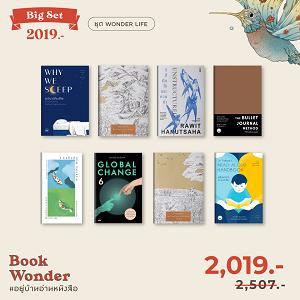 Big Set
2019.-
ชุด WONDER LIFE
WHY
WE
SLEEP
RAWIT
HANUTSAHA
THE BULLET
JOURNAL
METHOD
GLOBAL
CHANGE
6
HANDBOOK
Book
Wonder
#อยู่บ้านอ่านหนังสือ
2,019.-
2,507.-